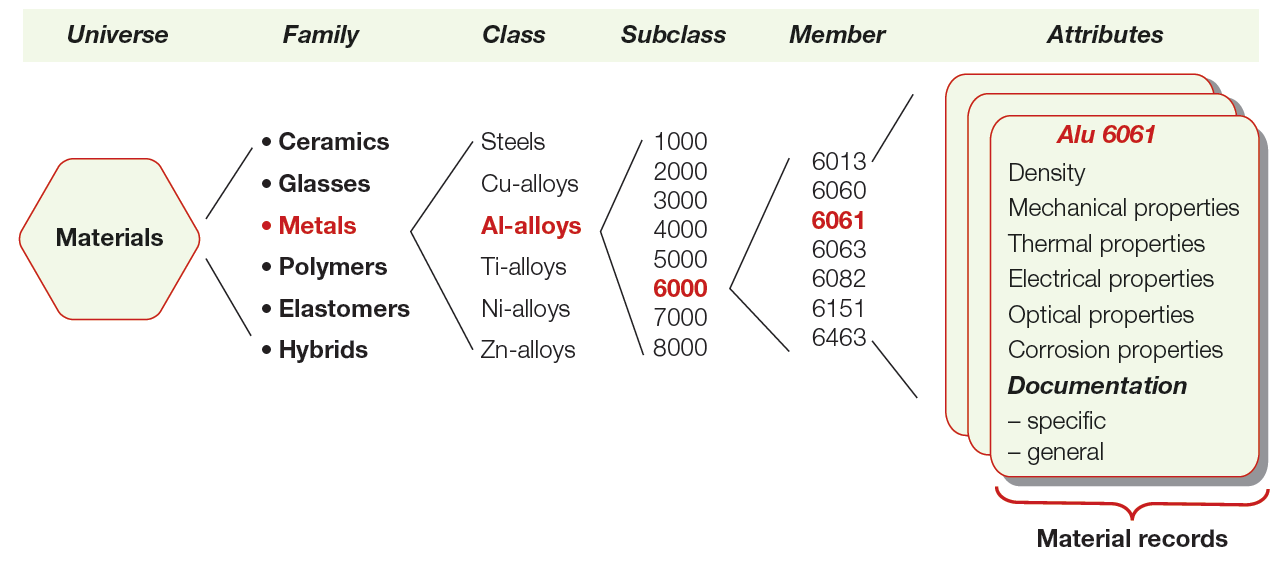 Universe Family Class Subclass Member Attributes
Materials
• Ceramics
• Glasses
• Metals
• Polymers
• Elastomers
• Hybrids
Steels
Cu-alloys
Al-alloys
Ti-alloys
Ni-alloys
Zn-alloys
1000
2000
3000
4000
5000
6000
7000
8000
6013
6060
6061
6063
6082
6151
6463
Alu 6061
Density
Mechanical properties
Thermal properties
Electrical properties
Optical properties
Corrosion properties
Documentation
– specific
– general
Material records